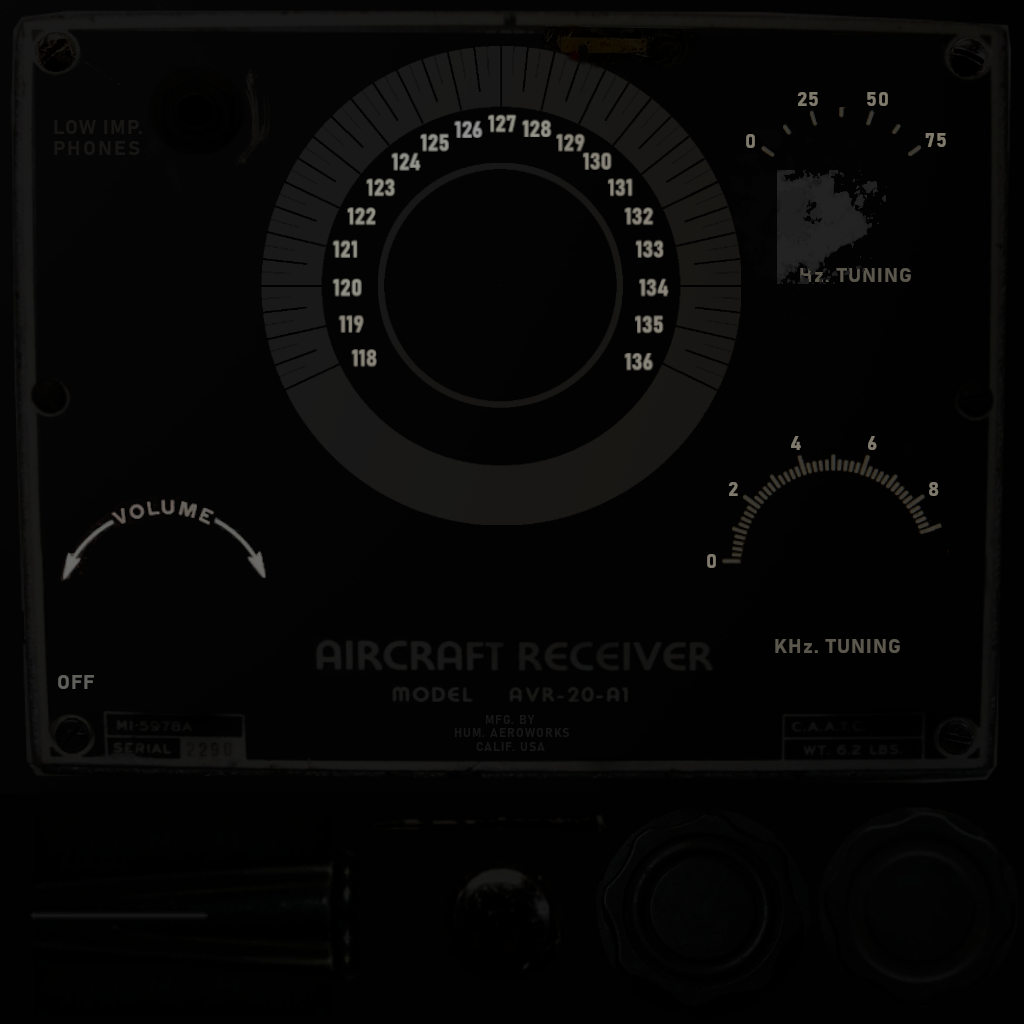 LOW IMP.
PHONES
118
119
120
121
122
123
124
125
126
127
128
129
130
131
132
133
134
135
136
0
25
50
75
Hz. TUNING
VOLUME
OFF
0
2
4
6
8
KHz. TUNING
AIRCRAFT RECEIVER
MODEL AVR-20-A1
MFG. BY
HUM. AEROWORKS
CALIF. USA
MI-5978A
SERIAL 2290
C.A.A.T.C.
WT. 6.2 LBS.